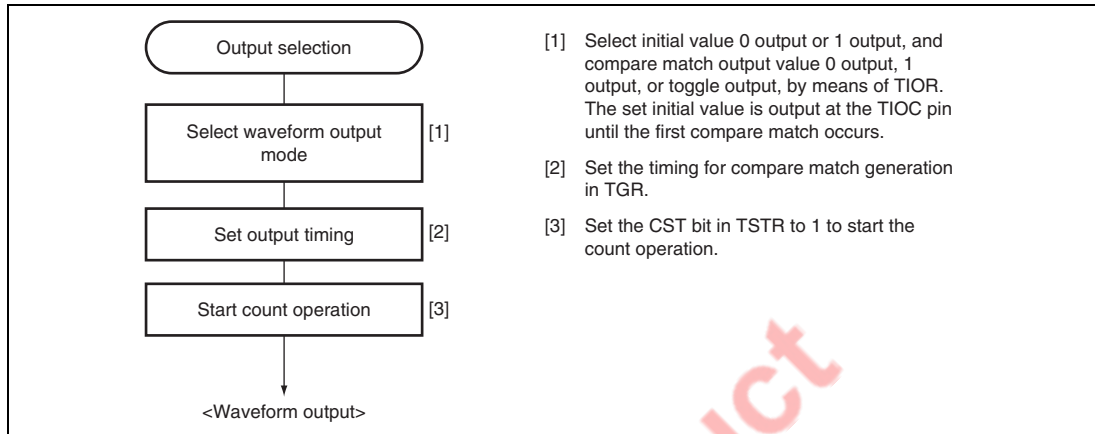 Output selection
Select waveform output
mode
[1]
Set output timing
[2]
Start count operation
[3]
<Waveform output>
[1] Select initial value 0 output or 1 output, and
compare match output value 0 output, 1
output, or toggle output, by means of TIOR.
The set initial value is output at the TIOC pin
until the first compare match occurs.
[2] Set the timing for compare match generation
in TGR.
[3] Set the CST bit in TSTR to 1 to start the
count operation.